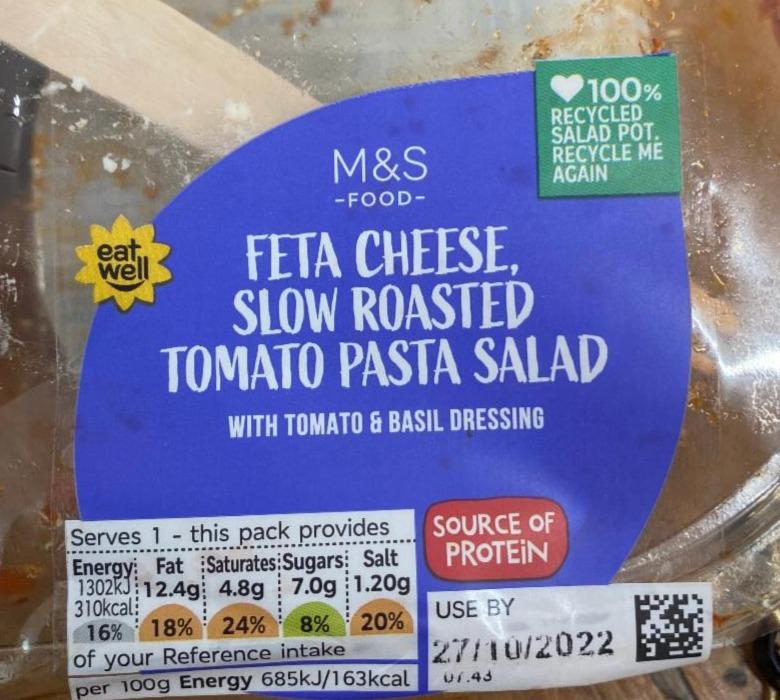 100%
RECYCLED
SALAD POT.
RECYCLE ME
AGAIN
M&S
-FOOD-
eat
well
FETA CHEESE,
SLOW ROASTED
TOMATO PASTA SALAD
WITH TOMATO & BASIL DRESSING
SOURCE OF
PROTEiN
Serves 1 - this pack provides
Energy Fat Saturates Sugars Salt
1302kJ 12.4g 4.8g 7.0g 1.20g
310kcal
16% 18% 24% 8% 20%
of your Reference intake
per 100g Energy 685kJ/163kcal
USE BY
27/10/2022
07.43